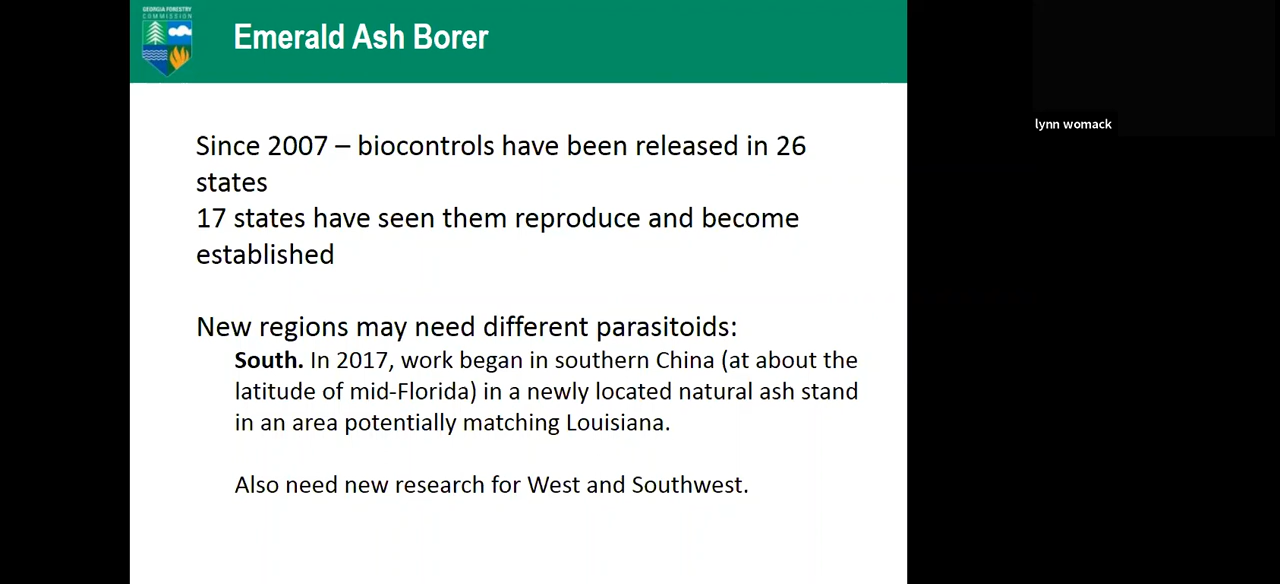 GEORGIA FORESTRY
COMMISSION
Emerald Ash Borer
lynn womack
Since 2007 – biocontrols have been released in 26
states
17 states have seen them reproduce and become
established
New regions may need different parasitoids:
South. In 2017, work began in southern China (at about the
latitude of mid-Florida) in a newly located natural ash stand
in an area potentially matching Louisiana.
Also need new research for West and Southwest.